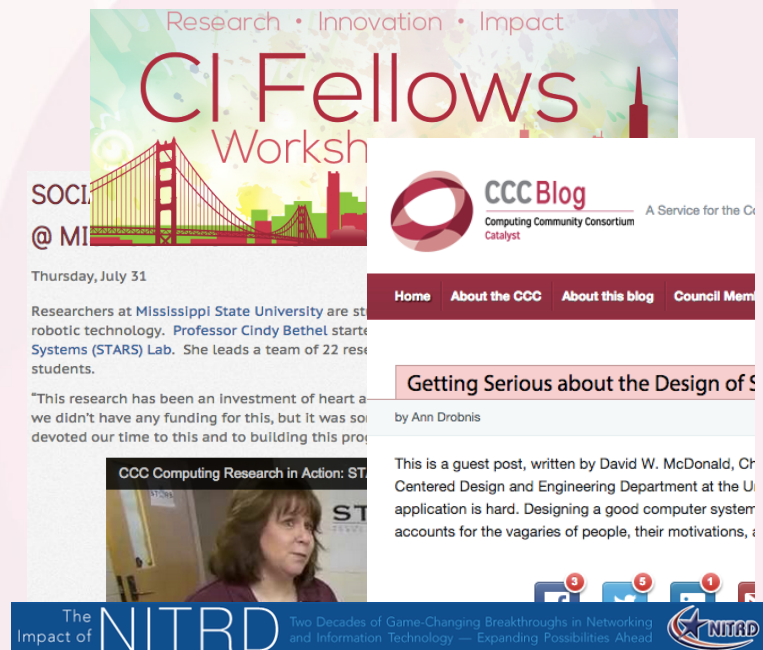 Research • Innovation • Impact
CI Fellows
Worksh
SOCI
@ MI
Thursday, July 31
Researchers at Mississippi State University are st
robotic technology. Professor Cindy Bethel starte
Systems (STARS) Lab. She leads a team of 22 rese
students.
"This research has been an investment of heart a
we didn't have any funding for this, but it was so
devoted our time to this and to building this prog
CCC Computing Research in Action: STA
ST
CCC Blog
Computing Community Consortium
Catalyst
A Service for the Co
Home About the CCC About this blog Council Mem
Getting Serious about the Design of S
by Ann Drobnis
This is a guest post, written by David W. McDonald, Ch
Centered Design and Engineering Department at the Un
application is hard. Designing a good computer system
accounts for the vagaries of people, their motivations, a
3 5 1
The
Impact of
NITRD
Two Decades of Game-Changing Breakthroughs in Networking
and Information Technology — Expanding Possibilities Ahead
NITRD